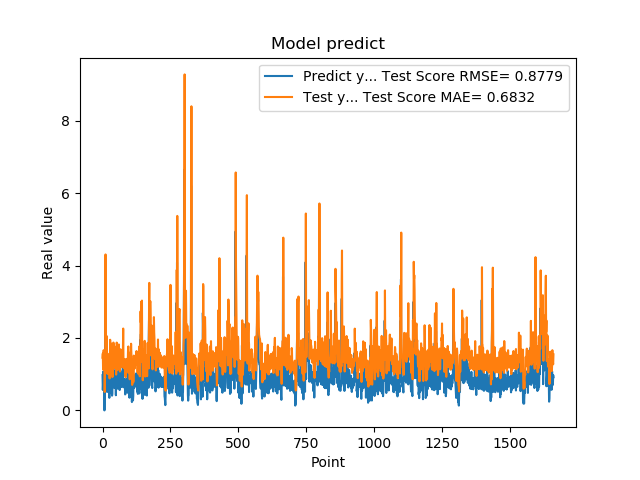 Model predict
Predict y... Test Score RMSE= 0.8779
Test y... Test Score MAE= 0.6832
Real value
8
6
4
2
0
0 250 500 750 1000 1250 1500
Point